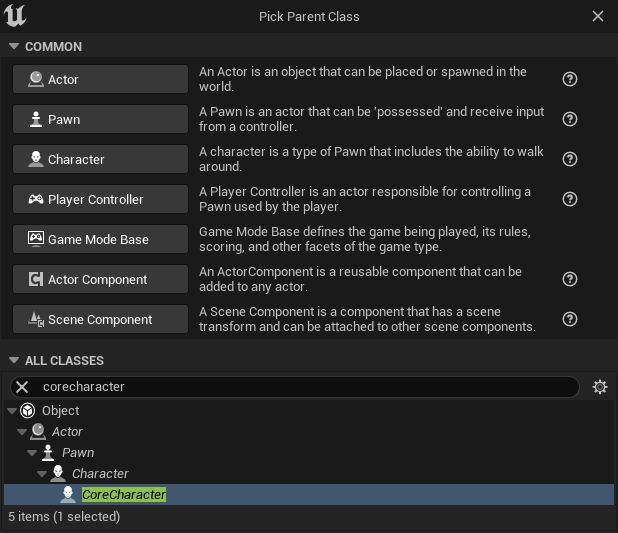 Pick Parent Class
COMMON
Actor
An Actor is an object that can be placed or spawned in the
world.
Pawn
A Pawn is an actor that can be 'possessed' and receive input
from a controller.
Character
A character is a type of Pawn that includes the ability to walk
around.
Player Controller
A Player Controller is an actor responsible for controlling a
Pawn used by the player.
Game Mode Base
Game Mode Base defines the game being played, its rules,
scoring, and other facets of the game type.
Actor Component
An ActorComponent is a reusable component that can be
added to any actor.
Scene Component
A Scene Component is a component that has a scene
transform and can be attached to other scene components.
ALL CLASSES
corecharacter
Object
Actor
Pawn
Character
CoreCharacter
5 items (1 selected)